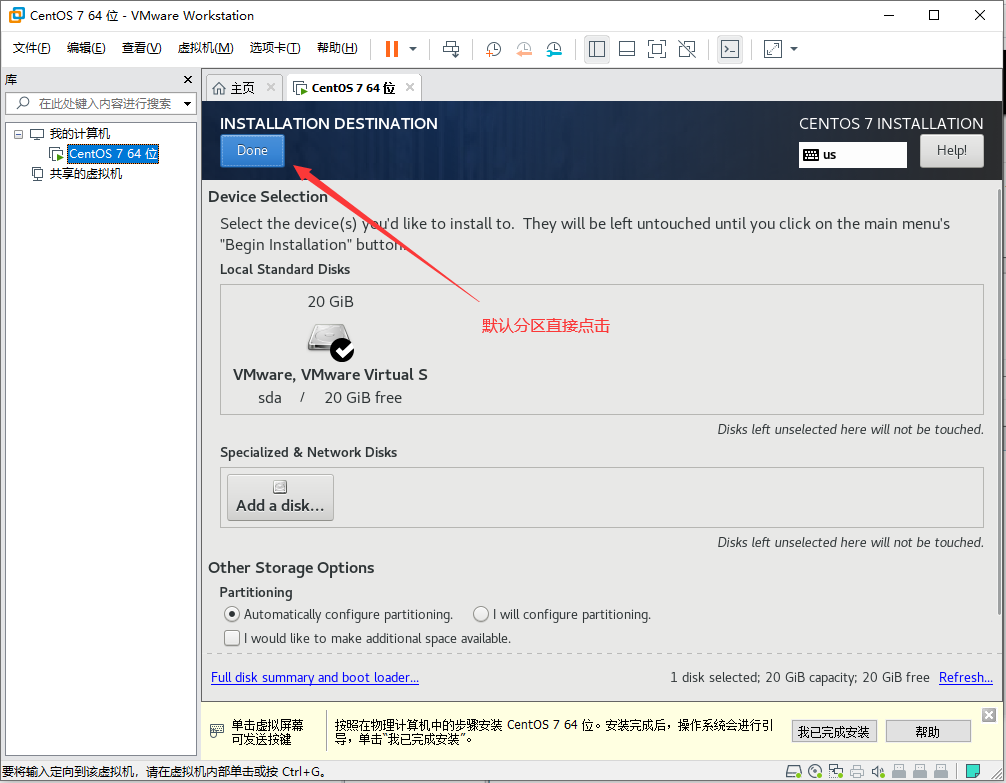 CentOS 7 64 位 - VMware Workstation
文件(F) 编辑(E) 查看(V) 虚拟机(M) 选项卡(T) 帮助(H)
库
在此处键入内容进行搜索
我的计算机
CentOS 7 64 位
共享的虚拟机
主页
CentOS 7 64 位
INSTALLATION DESTINATION
Done
CENTOS 7 INSTALLATION
us
Help!
Device Selection
Select the device(s) you'd like to install to. They will be left untouched until you click on the main menu's
"Begin Installation" button.
Local Standard Disks
20 GiB
默认分区直接点击
VMware, VMware Virtual S
sda / 20 GiB free
Disks left unselected here will not be touched.
Specialized & Network Disks
Add a disk...
Disks left unselected here will not be touched.
Other Storage Options
Partitioning
Automatically configure partitioning. I will configure partitioning.
I would like to make additional space available.
Full disk summary and boot loader...
1 disk selected; 20 GiB capacity; 20 GiB free Refresh...
单击虚拟屏幕
可发送按键
按照在物理计算机中的步骤安装 CentOS 7 64 位。安装完成后，操作系统会进行引
导，单击“我已完成安装”。
我已完成安装
帮助
要将输入定向到该虚拟机，请在虚拟机内部单击或按 Ctrl+G。